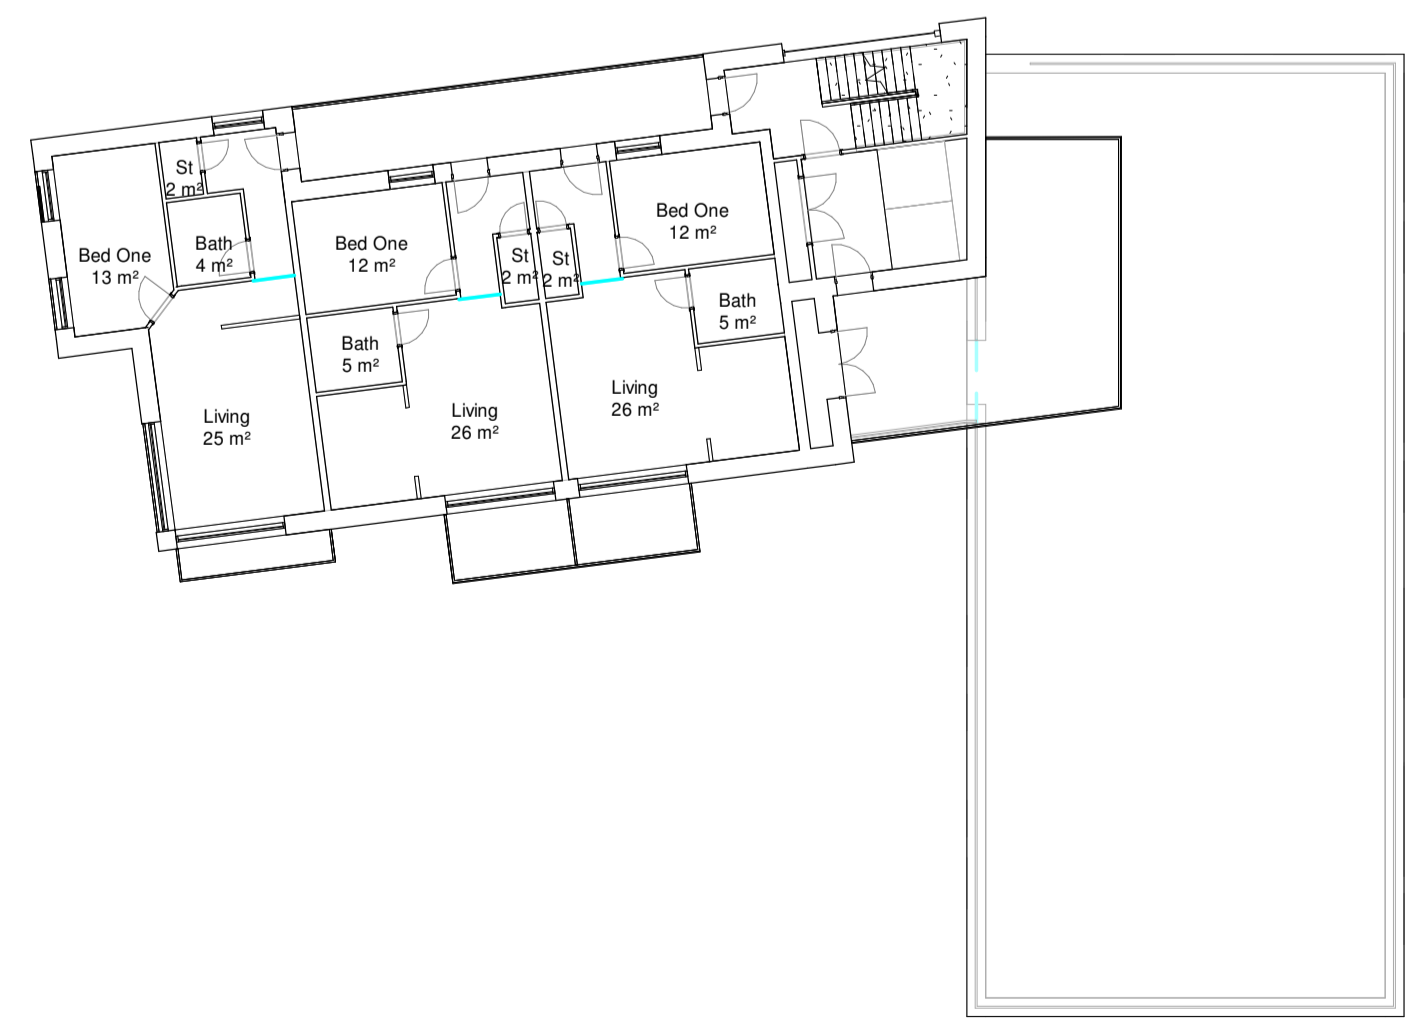 St
2 m²
Bed One
12 m²
Bath
4 m²
Bed One
13 m²
Bed One
12 m²
St
2 m²
St
2 m²
Bath
5 m²
Bath
5 m²
Living
26 m²
Living
25 m²
Living
26 m²